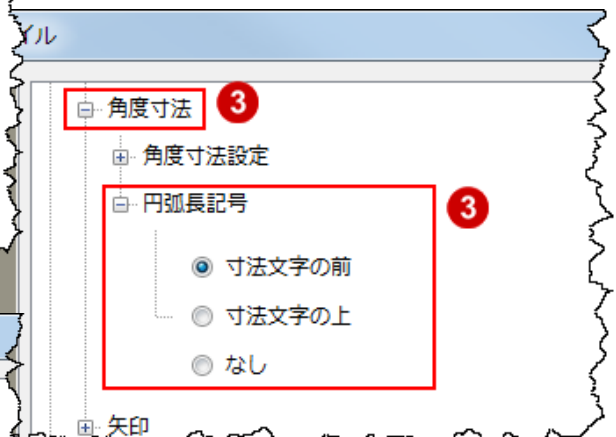 イル
角度寸法
3
角度寸法設定
円弧長記号
3
寸法文字の前
寸法文字の上
なし
矢印